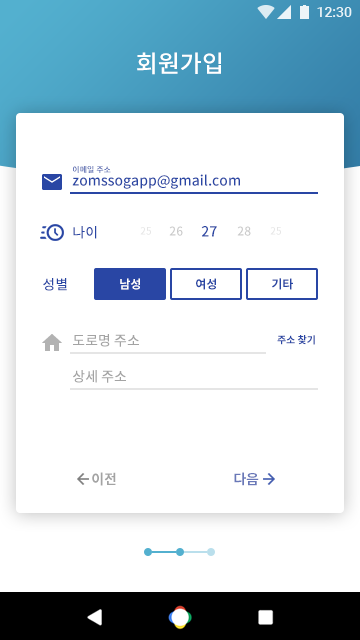 12:30
회원가입
이메일 주소
zomssogapp@gmail.com
나이 25 26 27 28 25
성별 남성 여성 기타
도로명 주소 주소 찾기
상세 주소
이전 다음